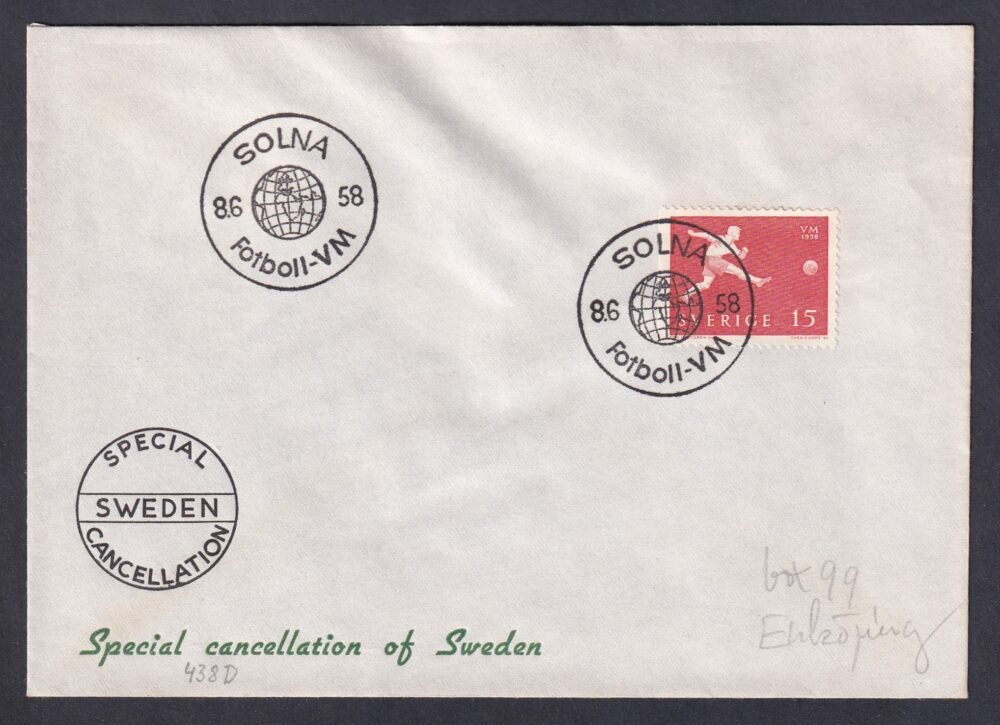 SOLNA
8.6 58
Fotboll-VM
SOLNA
8.6 58
Fotboll-VM
VM
1958
SVERIGE 15
SPECIAL
SWEDEN
CANCELLATION
Special cancellation of Sweden
438D
99
Enköping